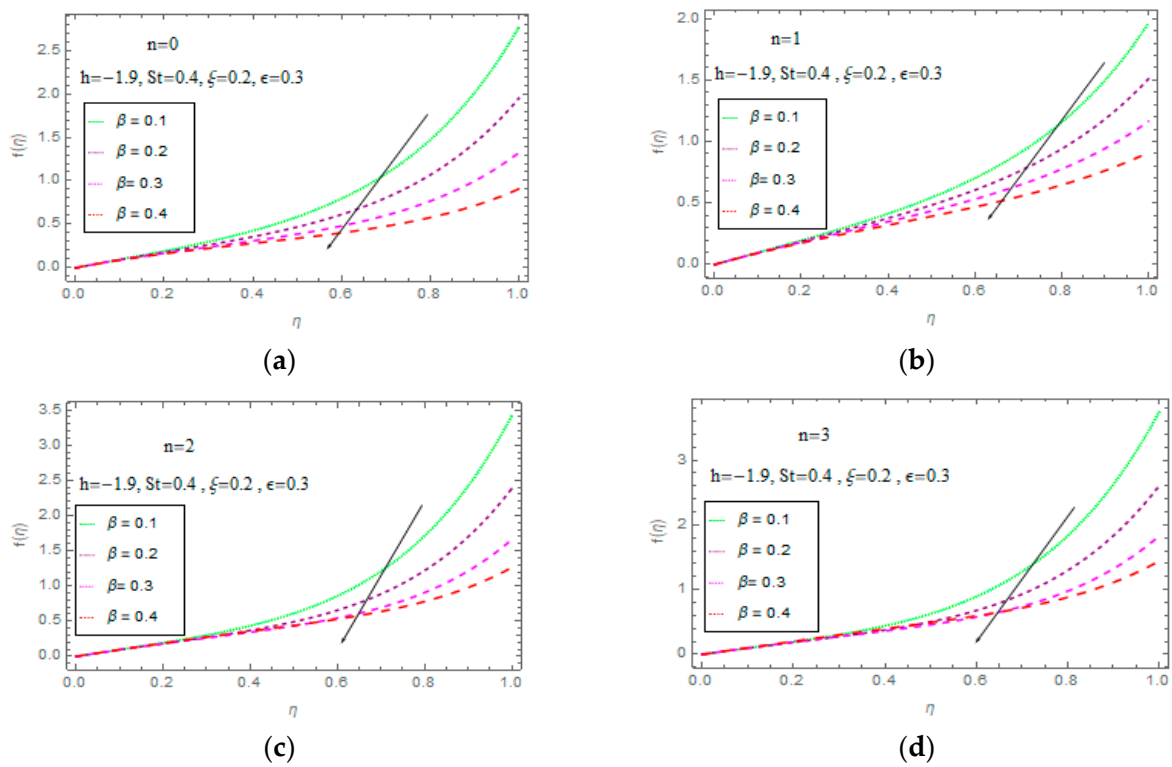 n=0
h=−1.9, St=0.4, ξ=0.2, ϵ=0.3
β = 0.1
β = 0.2
β= 0.3
β = 0.4
f(η)
2.5
2.0
1.5
1.0
0.5
0.0
0.0 0.2 0.4 0.6 0.8 1.0
η
(a)
n=1
h=−1.9, St=0.4 , ξ=0.2 , ϵ=0.3
β = 0.1
β = 0.2
β= 0.3
β = 0.4
f(η)
2.0
1.5
1.0
0.5
0.0
0.0 0.2 0.4 0.6 0.8 1.0
η
(b)
n=2
h=−1.9, St=0.4 , ξ=0.2 , ϵ=0.3
β = 0.1
β = 0.2
β= 0.3
β = 0.4
f(η)
3.5
3.0
2.5
2.0
1.5
1.0
0.5
0.0
0.0 0.2 0.4 0.6 0.8 1.0
η
(c)
n=3
h=−1.9, St=0.4 , ξ=0.2 , ϵ=0.3
β = 0.1
β = 0.2
β= 0.3
β = 0.4
f(η)
3
2
1
0
0.0 0.2 0.4 0.6 0.8 1.0
η
(d)